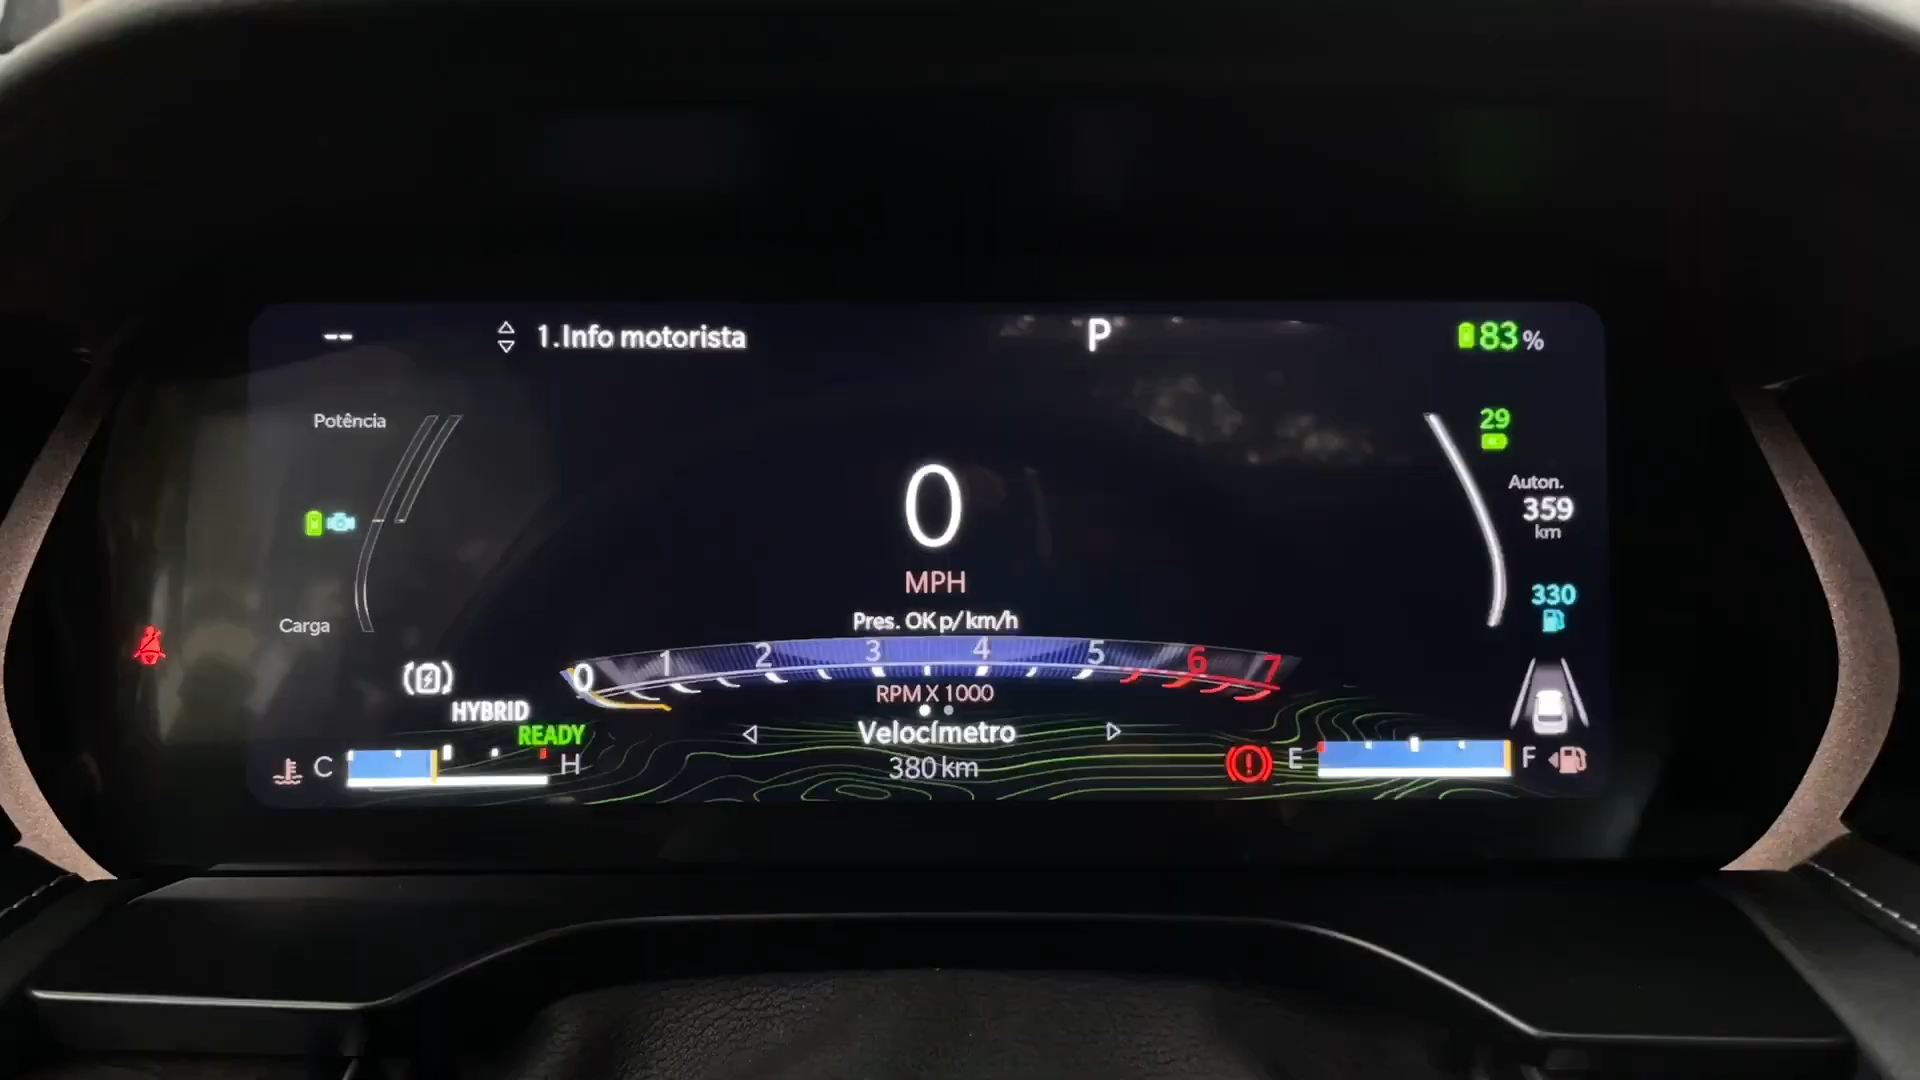 -- 1.Info motorista P 83 %
Potência
29
Auton.
359
km
0
MPH
330
Pres. OK p/ km/h
Carga
0 1 2 3 4 5 6 7
RPM X 1000
HYBRID
READY
Velocímetro
C H
380 km
E F